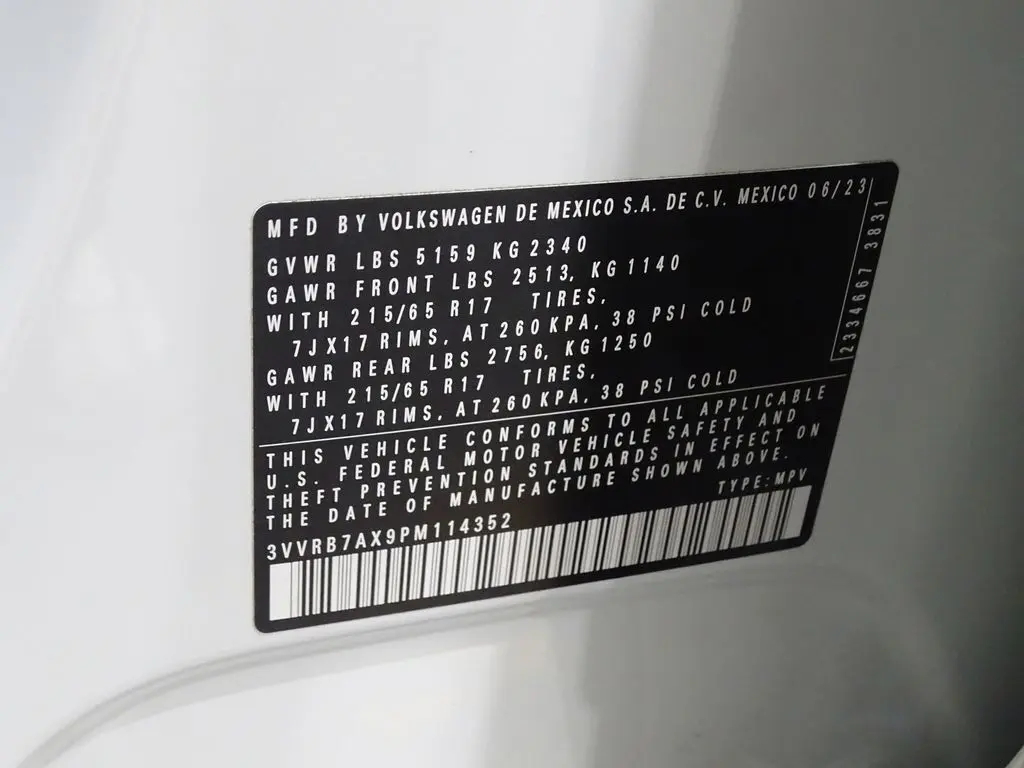 MFD BY VOLKSWAGEN DE MEXICO S.A. DE C.V. MEXICO 06/23
GVWR LBS 5159 KG 2340
GAWR FRONT LBS 2513, KG 1140
WITH 215/65 R17 TIRES,
7JX17 RIMS, AT 260 KPA, 38 PSI COLD
GAWR REAR LBS 2756, KG 1250
WITH 215/65 R17 TIRES,
7JX17 RIMS, AT 260 KPA, 38 PSI COLD
2334667 3831
THIS VEHICLE CONFORMS TO ALL APPLICABLE
U.S. FEDERAL MOTOR VEHICLE SAFETY AND
THEFT PREVENTION STANDARDS IN EFFECT ON
THE DATE OF MANUFACTURE SHOWN ABOVE.
3VVRB7AX9PM114352 TYPE:MPV